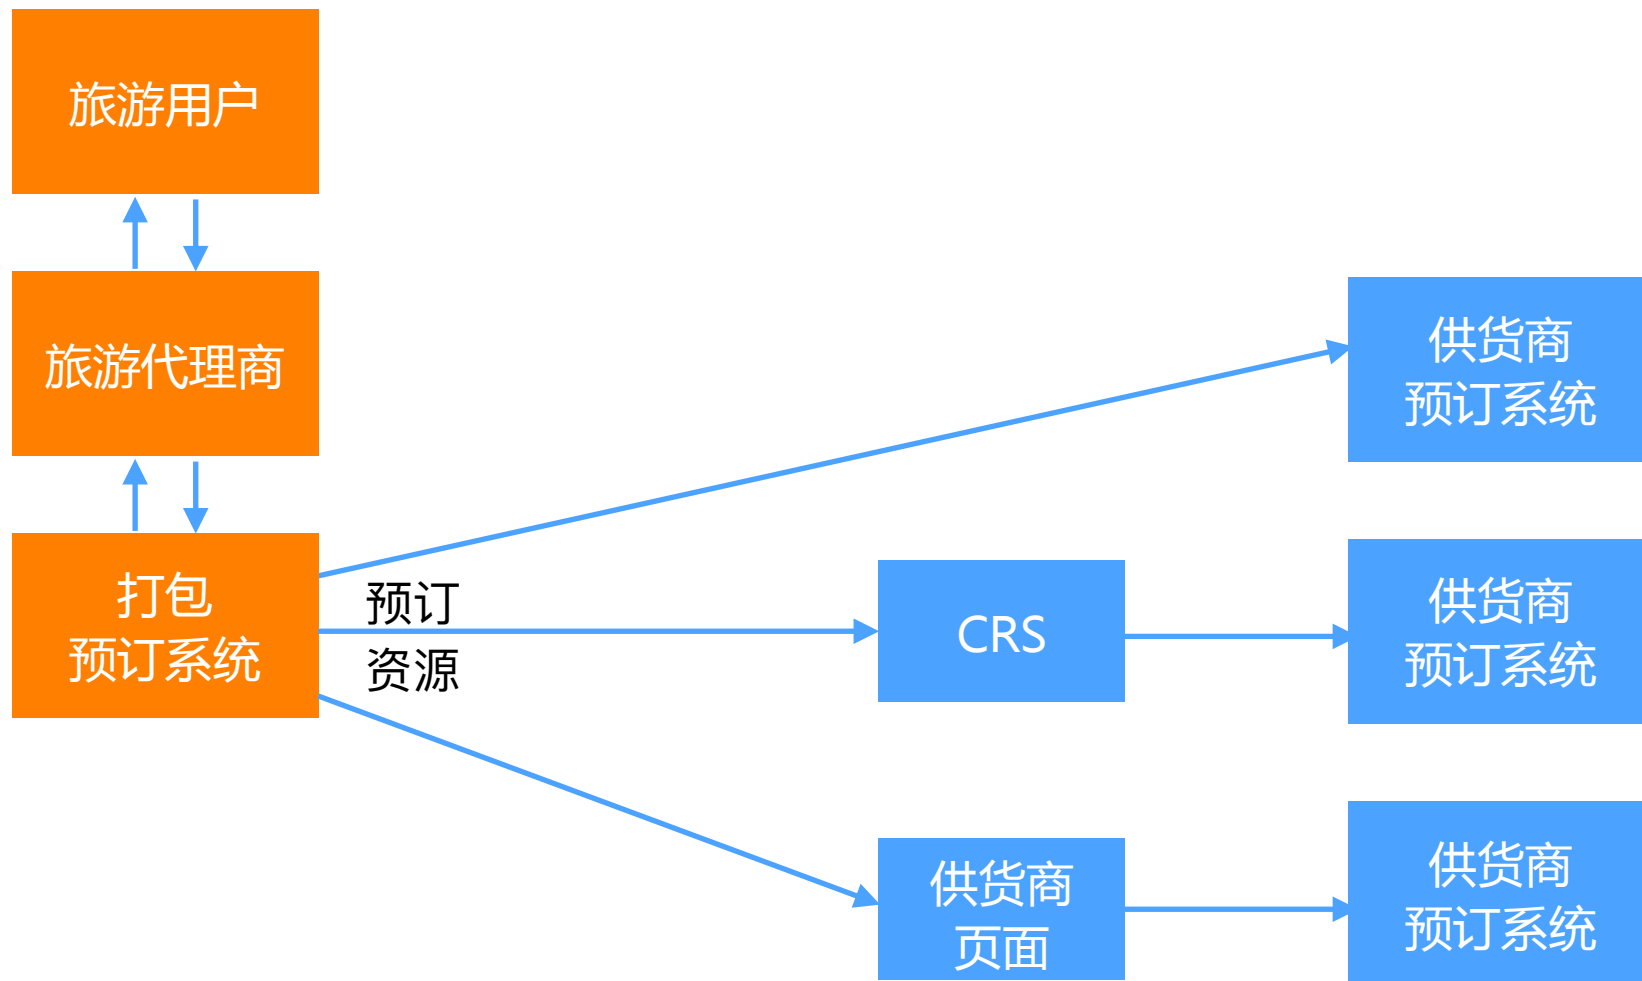 旅游用户
旅游代理商
打包
预订系统
预订
资源
供货商
预订系统
CRS
供货商
预订系统
供货商
页面
供货商
预订系统